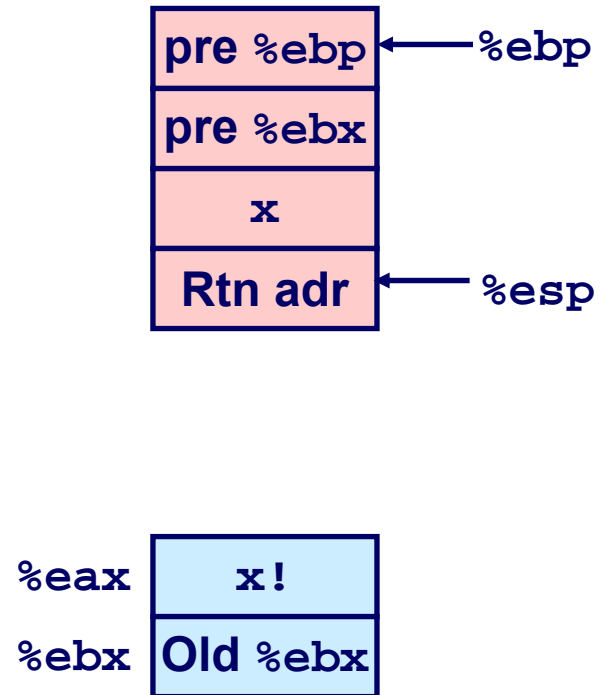 pre %ebp %ebp
pre %ebx
x
Rtn adr %esp
%eax x!
%ebx Old %ebx